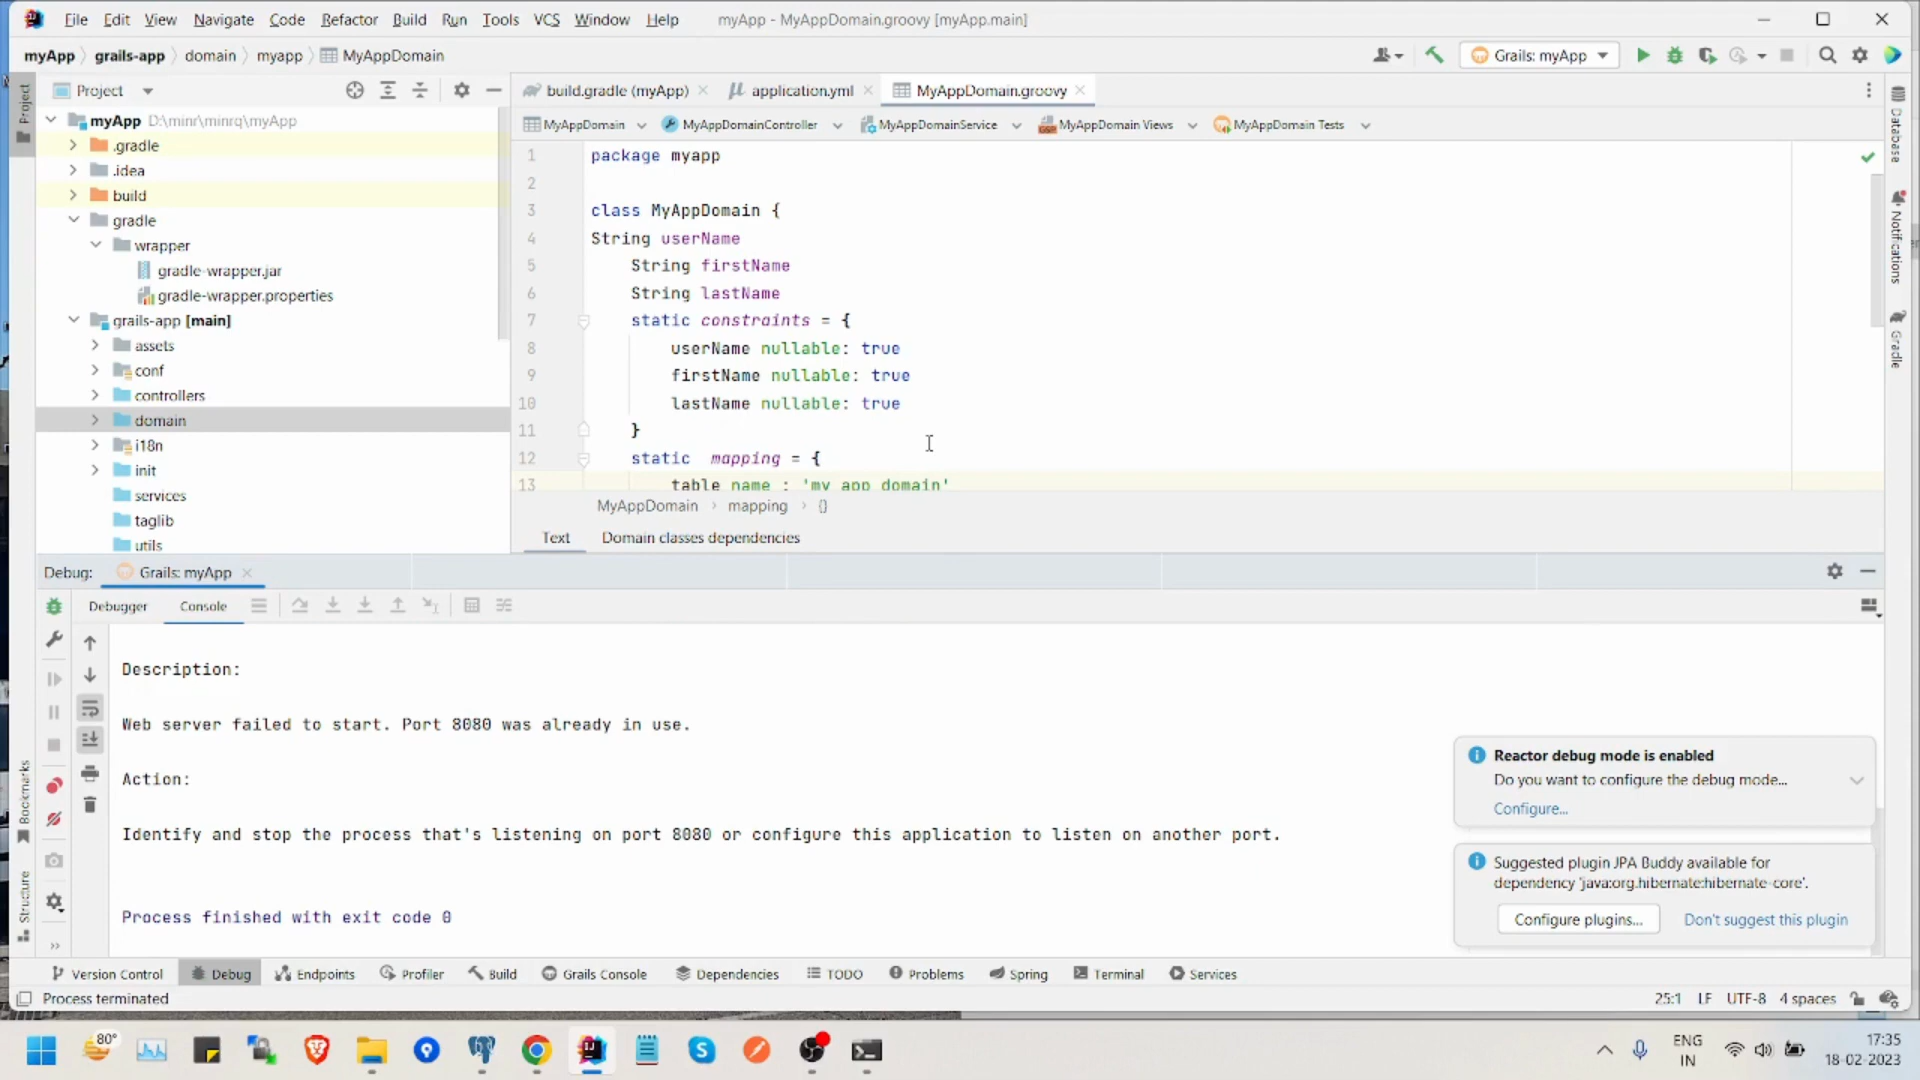 File Edit View Navigate Code Refactor Build Run Tools VCS Window Help myApp - MyAppDomain.groovy [myApp.main]
myApp grails-app domain myapp MyAppDomain Grails: myApp
Project
Project
build.gradle (myApp) application.yml MyAppDomain.groovy
myApp D:\minr\minrq\myApp
.gradle
.idea
build
gradle
wrapper
gradle-wrapper.jar
gradle-wrapper.properties
grails-app [main]
assets
conf
controllers
domain
i18n
init
services
taglib
utils
MyAppDomain MyAppDomainController MyAppDomainService MyAppDomain Views MyAppDomain Tests
1 package myapp
2
3 class MyAppDomain {
4 String userName
5 String firstName
6 String lastName
7 static constraints = {
8 userName nullable: true
9 firstName nullable: true
10 lastName nullable: true
11 }
12 static mapping = {
13 table name : 'my app domain'
MyAppDomain mapping {}
Text Domain classes dependencies
Database
Notifications
Gradle
Debug: Grails: myApp
Debugger Console
Description:
Web server failed to start. Port 8080 was already in use.
Action:
Identify and stop the process that's listening on port 8080 or configure this application to listen on another port.
Process finished with exit code 0
Bookmarks
Structure
Reactor debug mode is enabled
Do you want to configure the debug mode...
Configure...
Suggested plugin JPA Buddy available for
dependency 'java:org.hibernate:hibernate-core'.
Configure plugins... Don't suggest this plugin
Version Control Debug Endpoints Profiler Build Grails Console Dependencies TODO Problems Spring Terminal Services
Process terminated 25:1 LF UTF-8 4 spaces
80°
ENG
IN
17:35
18-02-2023